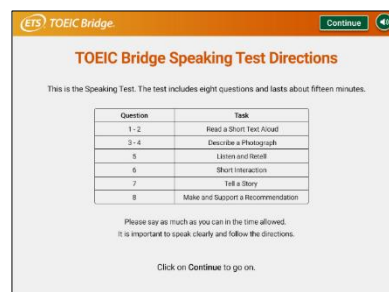 ETS TOEIC Bridge.
Continue
TOEIC Bridge Speaking Test Directions
This is the Speaking Test. The test includes eight questions and lasts about fifteen minutes.
Question Task
1 - 2 Read a Short Text Aloud
3 - 4 Describe a Photograph
5 Listen and Retell
6 Short Interaction
7 Tell a Story
8 Make and Support a Recommendation
Please say as much as you can in the time allowed.
It is important to speak clearly and follow the directions.
Click on Continue to go on.